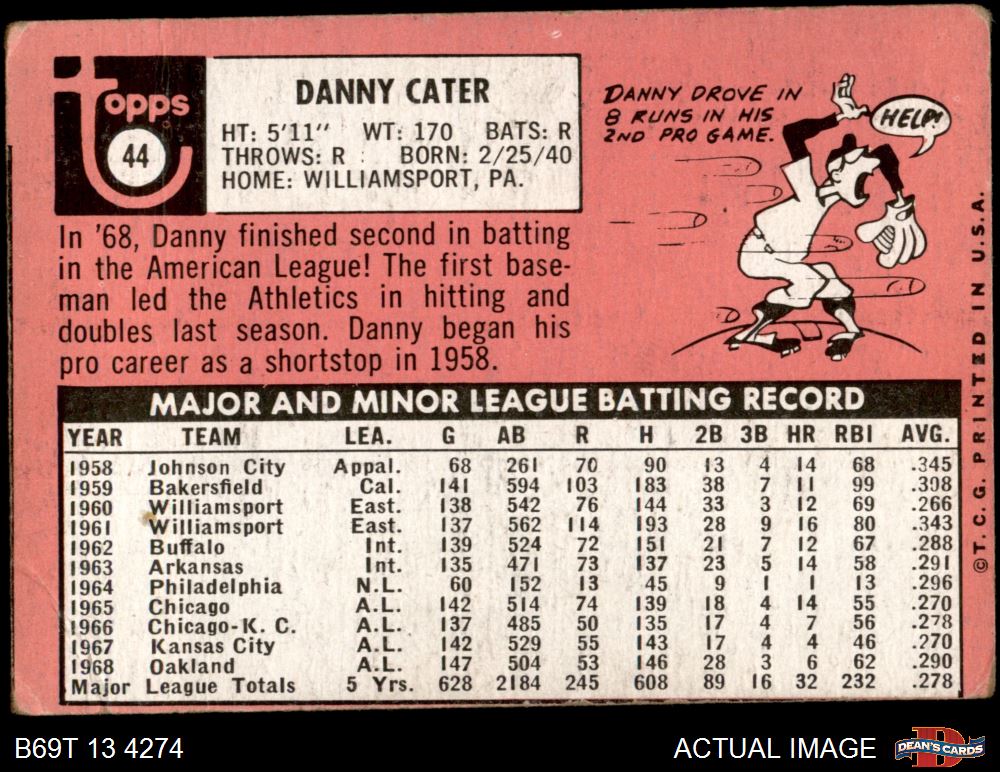 Topps
44
DANNY CATER
HT: 5'11" WT: 170 BATS: R
THROWS: R BORN: 2/25/40
HOME: WILLIAMSPORT, PA.
DANNY DROVE IN
8 RUNS IN HIS
2ND PRO GAME.
HELP!
In '68, Danny finished second in batting
in the American League! The first base-
man led the Athletics in hitting and
doubles last season. Danny began his
pro career as a shortstop in 1958.
MAJOR AND MINOR LEAGUE BATTING RECORD
YEAR TEAM LEA. G AB R H 2B 3B HR RBI AVG.
1958 Johnson City Appal. 68 261 70 90 13 4 14 68 .345
1959 Bakersfield Cal. 141 594 103 183 38 7 11 99 .308
1960 Williamsport East. 138 542 76 144 33 3 12 69 .266
1961 Williamsport East. 137 562 114 193 28 9 16 80 .343
1962 Buffalo Int. 139 524 72 151 21 7 12 67 .288
1963 Arkansas Int. 135 471 73 137 23 5 14 58 .291
1964 Philadelphia N.L. 60 152 13 45 9 1 1 13 .296
1965 Chicago A.L. 142 514 74 139 18 4 14 55 .270
1966 Chicago-K. C. A.L. 137 485 50 135 17 4 7 56 .278
1967 Kansas City A.L. 142 529 55 143 17 4 4 46 .270
1968 Oakland A.L. 147 504 53 146 28 3 6 62 .290
Major League Totals 5 Yrs. 628 2184 245 608 89 16 32 232 .278
©T. C. G. PRINTED IN U.S.A.
B69T 13 4274
ACTUAL IMAGE
DEAN'S CARDS